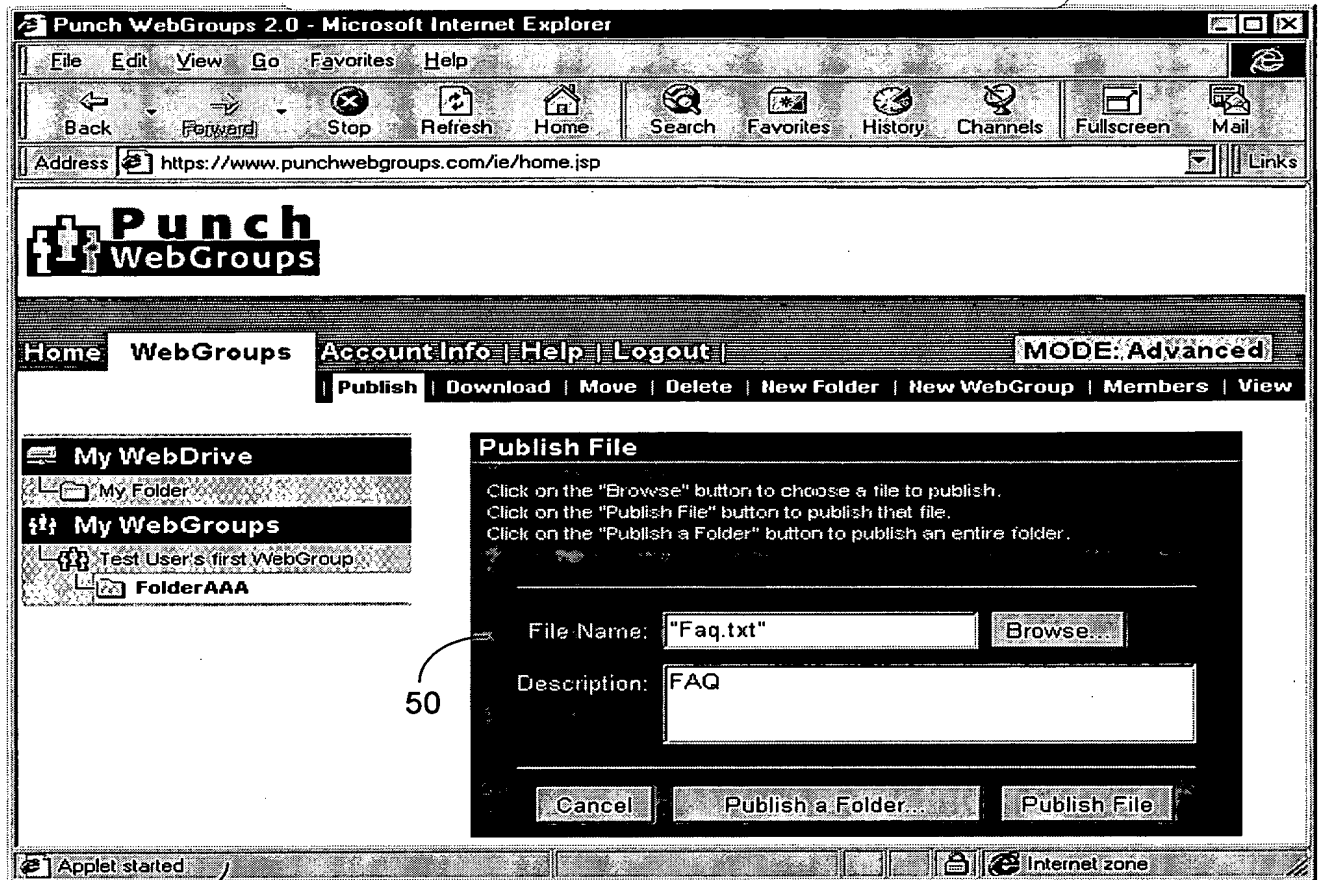 Punch WebGroups 2.0 - Microsoft Internet Explorer
File Edit View Go Favorites Help
Back Forward Stop Refresh Home Search Favorites History Channels Fullscreen Mail
Address https://www.punchwebgroups.com/ie/home.jsp Links
Punch
WebGroups
Home WebGroups Account Info | Help | Logout | MODE: Advanced
| Publish | Download | Move | Delete | New Folder | New WebGroup | Members | View
My WebDrive
My Folder
My WebGroups
Test User's first WebGroup
FolderAAA
Publish File
Click on the "Browse" button to choose a file to publish.
Click on the "Publish File" button to publish that file.
Click on the "Publish a Folder" button to publish an entire folder.
File Name: "Faq.txt" Browse...
Description: FAQ
50
Cancel Publish a Folder... Publish File
Applet started Internet zone